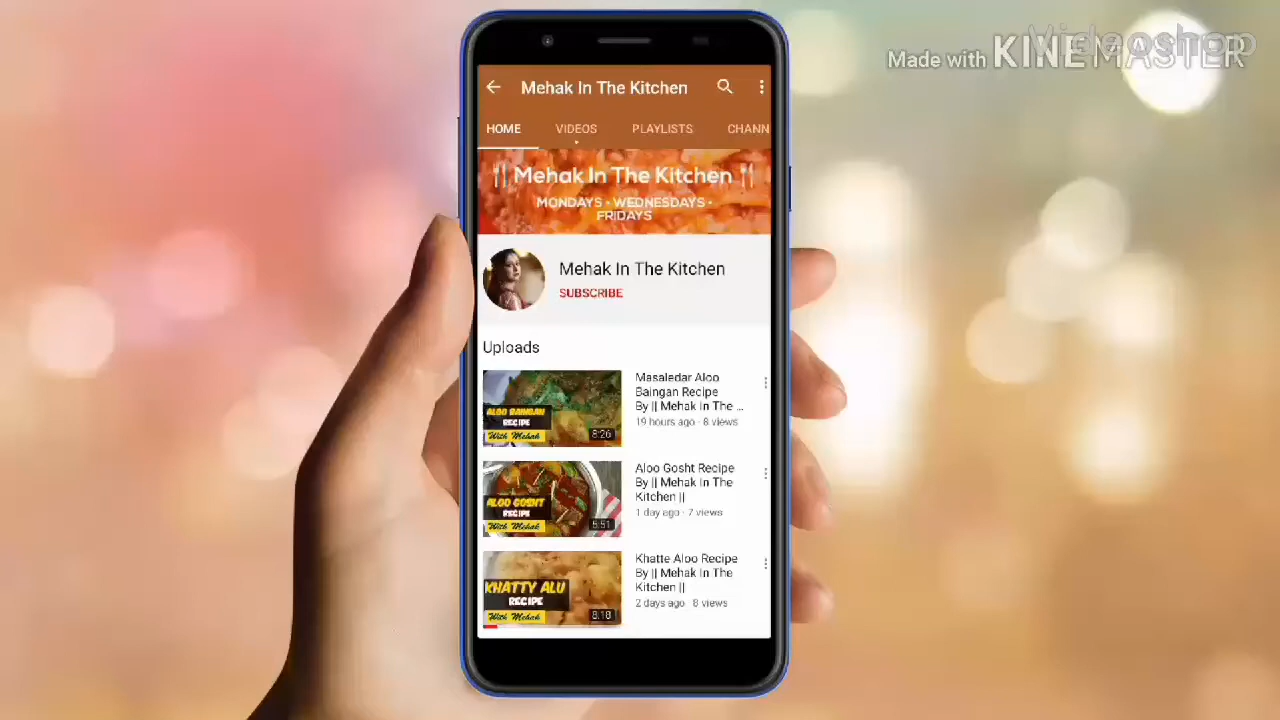 Made with KINEMASTER
Videoshop
Mehak In The Kitchen
HOME VIDEOS PLAYLISTS CHANN
Mehak In The Kitchen
MONDAYS • WEDNESDAYS •
FRIDAYS
Mehak In The Kitchen
SUBSCRIBE
Uploads
ALOO BAINGAN
RECIPE
With Mehak
8:26
Masaledar Aloo
Baingan Recipe
By || Mehak In The ...
19 hours ago · 8 views
ALOO GOSHT
RECIPE
With Mehak
5:51
Aloo Gosht Recipe
By || Mehak In The
Kitchen ||
1 day ago · 7 views
KHATTY ALU
RECIPE
With Mehak
8:18
Khatte Aloo Recipe
By || Mehak In The
Kitchen ||
2 days ago · 8 views